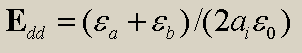 E_dd = (ε_a + ε_b)/(2a_iε_0)